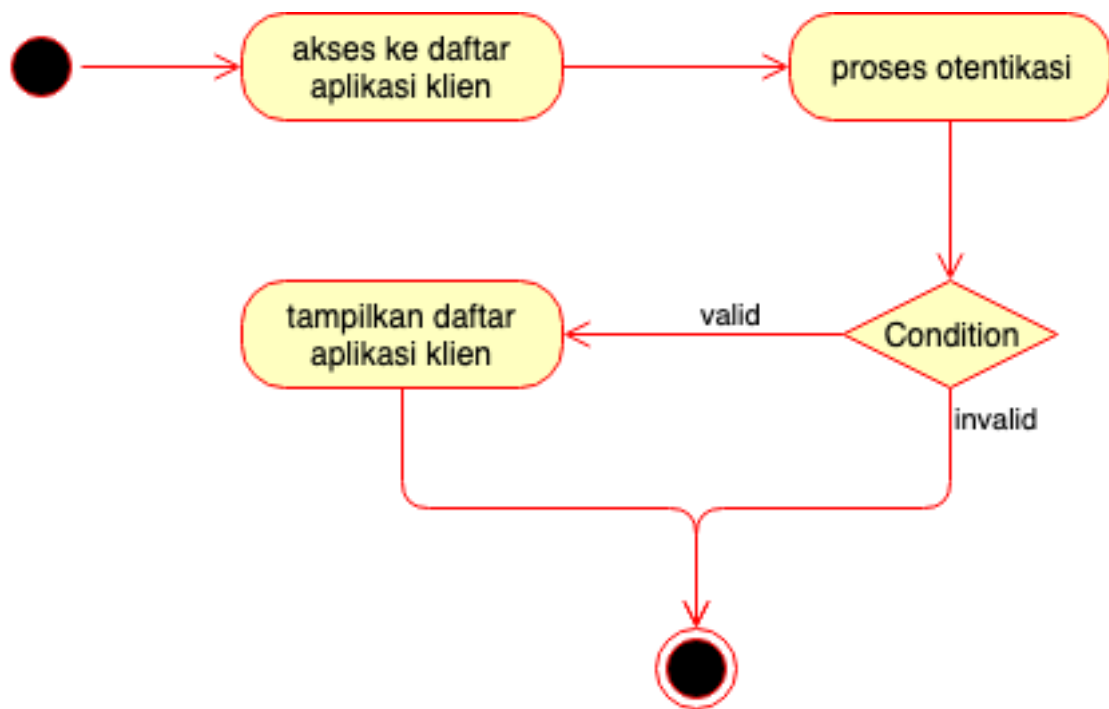 akses ke daftar
aplikasi klien
proses otentikasi
tampilkan daftar
aplikasi klien
valid
Condition
invalid